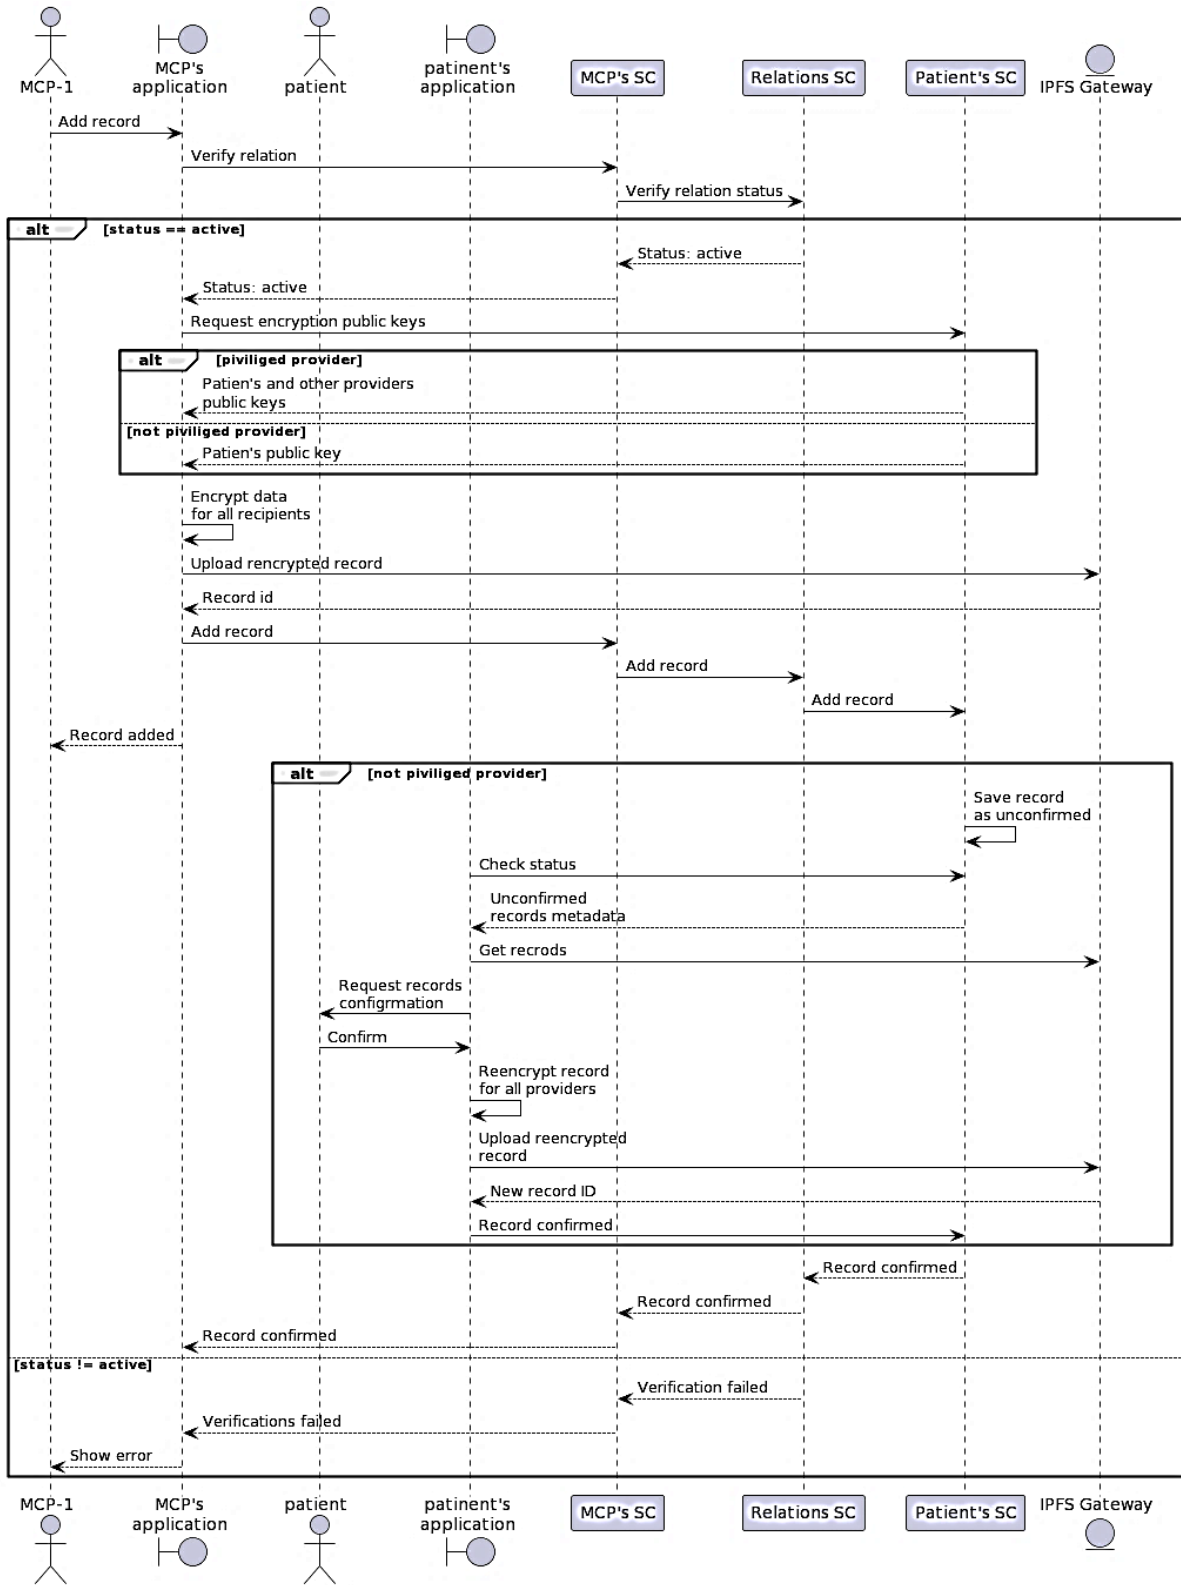 MCP-1
MCP's
application
patient
patinent's
application
MCP's SC
Relations SC
Patient's SC
IPFS Gateway
Add record
Verify relation
Verify relation status
alt
[status == active]
Status: active
Status: active
Request encryption public keys
alt
[piviliged provider]
Patien's and other providers
public keys
[not piviliged provider]
Patien's public key
Encrypt data
for all recipients
Upload rencrypted record
Record id
Add record
Add record
Add record
Record added
alt
[not piviliged provider]
Save record
as unconfirmed
Check status
Unconfirmed
records metadata
Get recrods
Request records
configrmation
Confirm
Reencrypt record
for all providers
Upload reencrypted
record
New record ID
Record confirmed
Record confirmed
Record confirmed
Record confirmed
[status != active]
Verification failed
Verifications failed
Show error
MCP-1
MCP's
application
patient
patinent's
application
MCP's SC
Relations SC
Patient's SC
IPFS Gateway